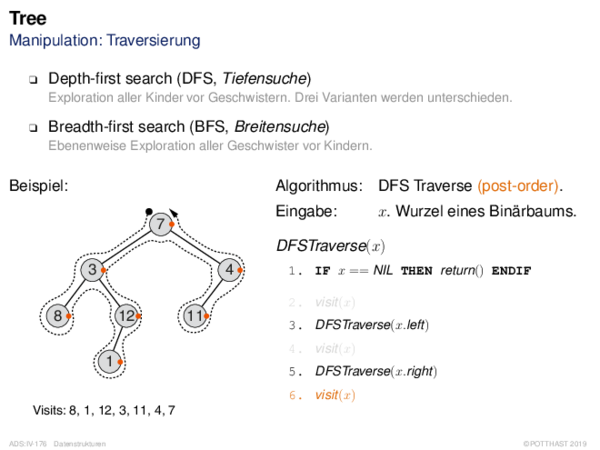 Tree
Manipulation: Traversierung
❑ Depth-first search (DFS, Tiefensuche)
Exploration aller Kinder vor Geschwistern. Drei Varianten werden unterschieden.
❑ Breadth-first search (BFS, Breitensuche)
Ebenenweise Exploration aller Geschwister vor Kindern.
Beispiel:
7
3 4
8 12 11
1
Visits: 8, 1, 12, 3, 11, 4, 7
Algorithmus: DFS Traverse (post-order).
Eingabe: x. Wurzel eines Binärbaums.
DFSTraverse(x)
1. IF x == NIL THEN return() ENDIF
2. visit(x)
3. DFSTraverse(x.left)
4. visit(x)
5. DFSTraverse(x.right)
6. visit(x)
ADS:IV-176 Datenstrukturen
©POTTHAST 2019